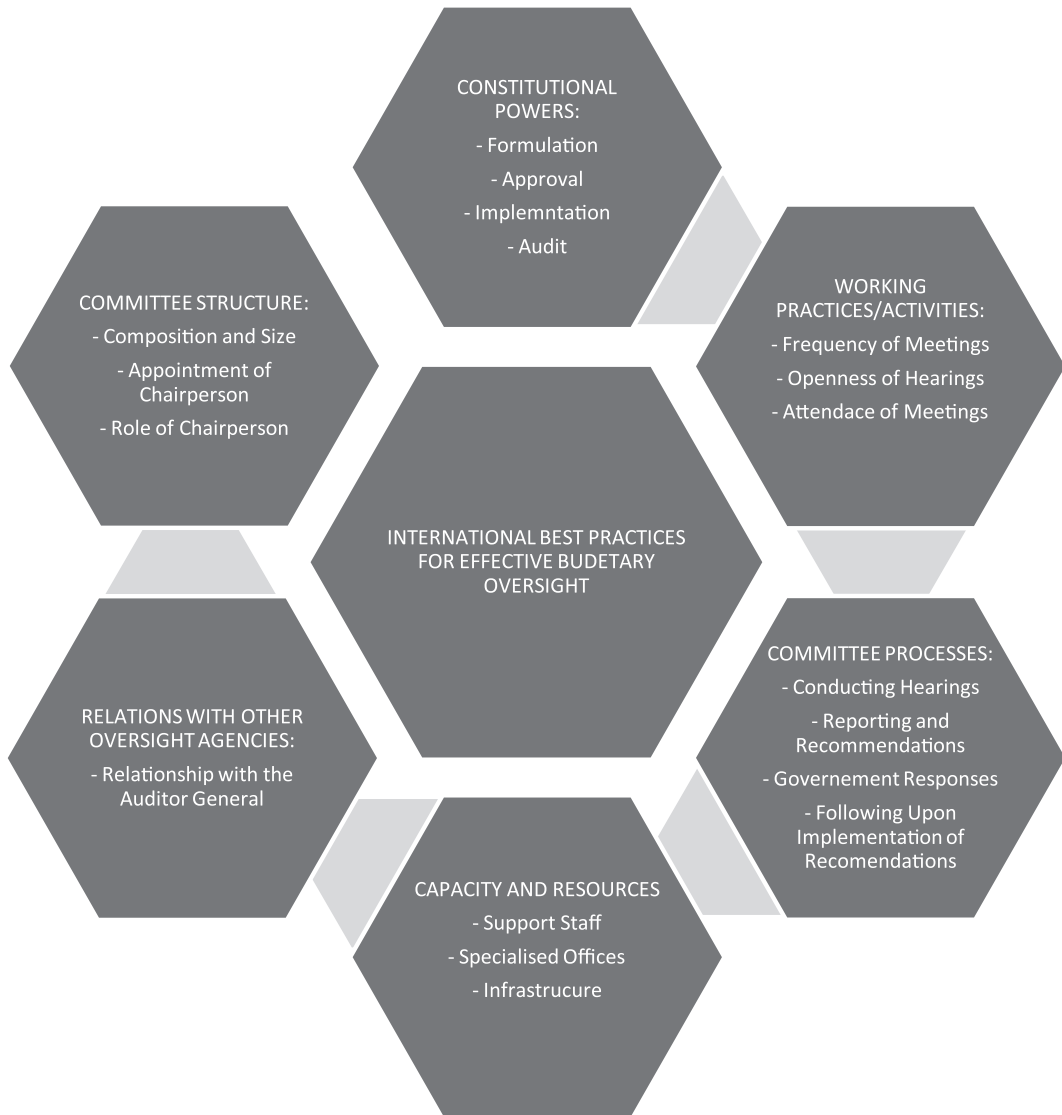 CONSTITUTIONAL
POWERS:
- Formulation
- Approval
- Implemntation
- Audit
WORKING
PRACTICES/ACTIVITIES:
- Frequency of Meetings
- Openness of Hearings
- Attendace of Meetings
COMMITTEE PROCESSES:
- Conducting Hearings
- Reporting and
Recommendations
- Governement Responses
- Following Upon
Implementation of
Recomendations
CAPACITY AND RESOURCES
- Support Staff
- Specialised Offices
- Infrastrucure
RELATIONS WITH OTHER
OVERSIGHT AGENCIES:
- Relationship with the
Auditor General
COMMITTEE STRUCTURE:
- Composition and Size
- Appointment of
Chairperson
- Role of Chairperson
INTERNATIONAL BEST PRACTICES
FOR EFFECTIVE BUDETARY
OVERSIGHT